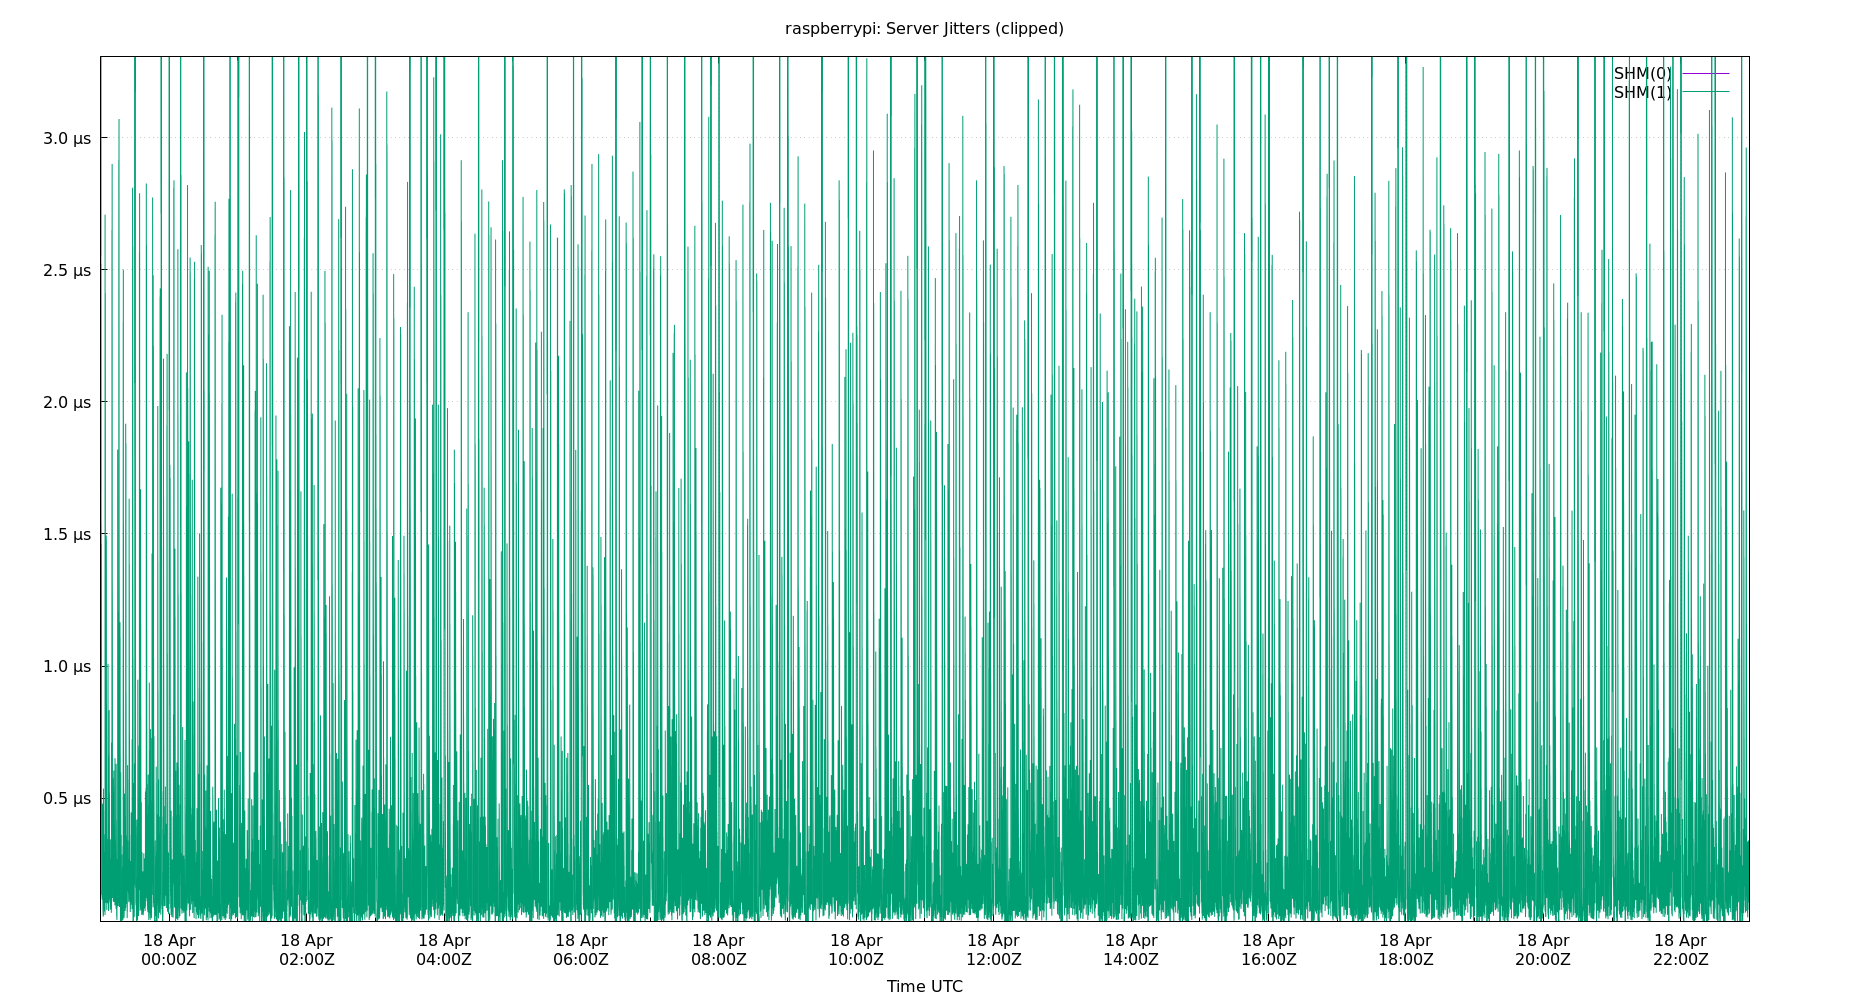 raspberrypi: Server Jitters (clipped)
SHM(0)
SHM(1)
3.0 µs
2.5 µs
2.0 µs
1.5 µs
1.0 µs
0.5 µs
18 Apr 18 Apr 18 Apr 18 Apr 18 Apr 18 Apr 18 Apr 18 Apr 18 Apr 18 Apr 18 Apr 18 Apr
00:00Z 02:00Z 04:00Z 06:00Z 08:00Z 10:00Z 12:00Z 14:00Z 16:00Z 18:00Z 20:00Z 22:00Z
Time UTC